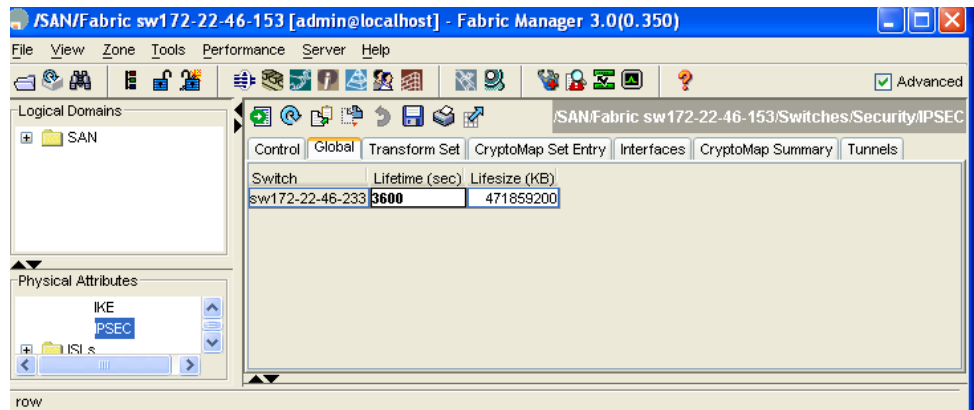 /SAN/Fabric sw172-22-46-153 [admin@localhost] - Fabric Manager 3.0(0.350)
File View Zone Tools Performance Server Help
Advanced
Logical Domains
SAN
/SAN/Fabric sw172-22-46-153/Switches/Security/IPSEC
Control Global Transform Set CryptoMap Set Entry Interfaces CryptoMap Summary Tunnels
Switch Lifetime (sec) Lifesize (KB)
sw172-22-46-233 3600 471859200
Physical Attributes
IKE
IPSEC
ISLs
row